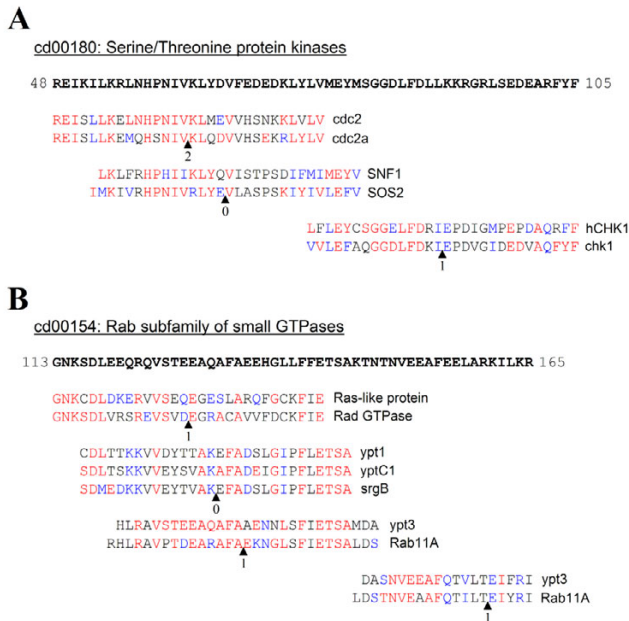 A
cd00180: Serine/Threonine protein kinases
48 REIKILKRLNHPNIVKLYDVFEDEDKLYLVMEYMSGGDLFDLLKKRGRLSEDEARFYF 105
REISLLKELNHPNIVKLMEVVHSNKKLVLV cdc2
REISLLKEMQHSNIVKLQDVVHSEKRLYLV cdc2a
2
LKLFRHPHIIKLYQVISTPSDIFMIMEYV SNF1
IMKIVRHPNIVRLYEVLASPSKIYIVLEFV SOS2
0
LFLEYCSGGELFDRIEPDIGMPEPDAQRFF hCHK1
VVLEFAQGGDLFDKIEPDVGIDEDVAQFYF chk1
1
B
cd00154: Rab subfamily of small GTPases
113 GNKSDLEEQRQVSTEEAQAFAEEHGLLFFETSAKTNTNVEEAFEELARKILKR 165
GNKCDLDKERVVSEQEGESLARQFGCKFIE Ras-like protein
GNKSDLVRSREVSVDEGRACAVVFDCKFIE Rad GTPase
1
CDLTTKKVVDYTTAKEFADSLGIPFLETSA ypt1
SDLTSKKVVEYSVAKAFADEIGIPFLETSA yptC1
SDMEDKKVVEYTVAKEFADSLGIPFLETSA srgB
0
HLRAVSTEEAQAFAAENNLSFIETSAMDA ypt3
RHLRAVPTDEARAFAEKNGLSFIETSALDS Rab11A
1
DASNVEEAFQTVLTEIFRI ypt3
LDSTNVEAAFQTILTEIYRI Rab11A
1